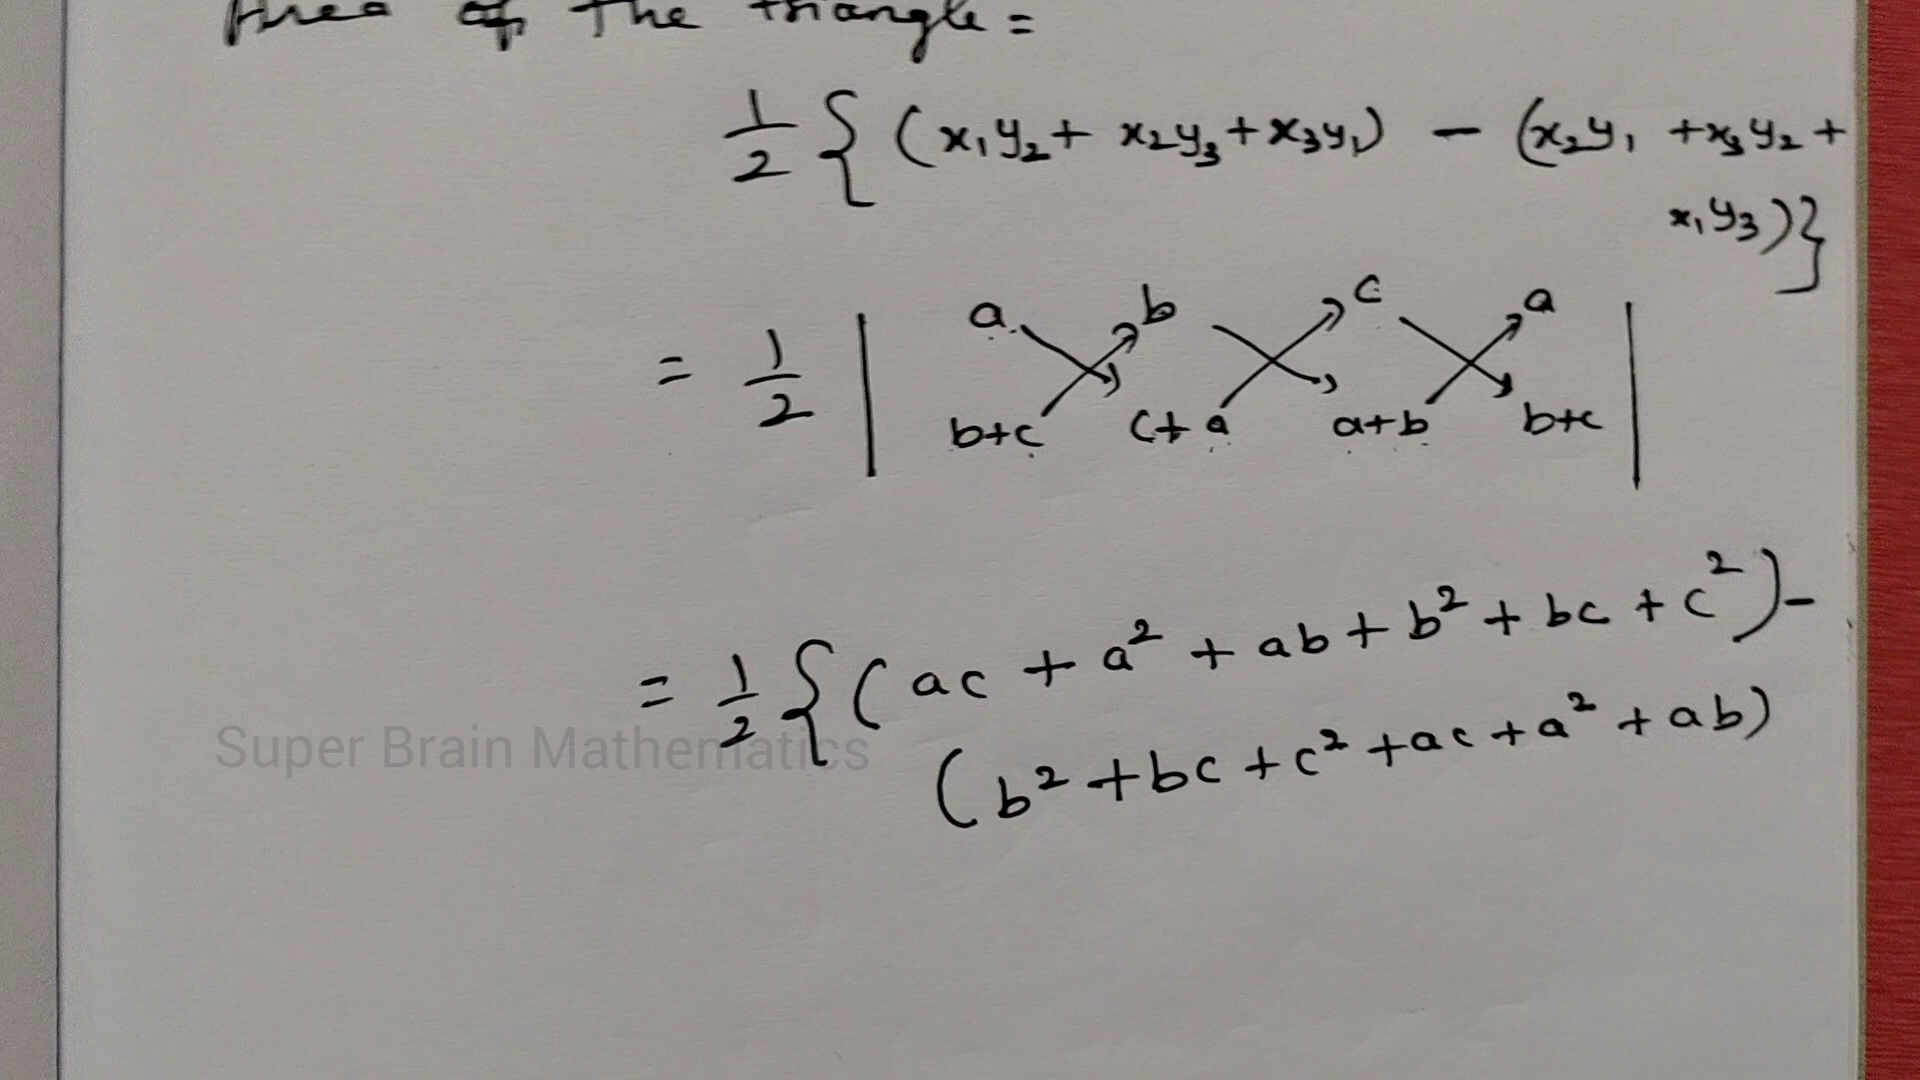 Area of the triangle =
1/2 { (x₁y₂ + x₂y₃ + x₃y₁) - (x₂y₁ + x₃y₂ +
x₁y₃)}
= 1/2 | a b c a |
b+c c+a a+b b+c
= 1/2 { (ac + a² + ab + b² + bc + c²) -
(b² + bc + c² + ac + a² + ab)
Super Brain Mathematics